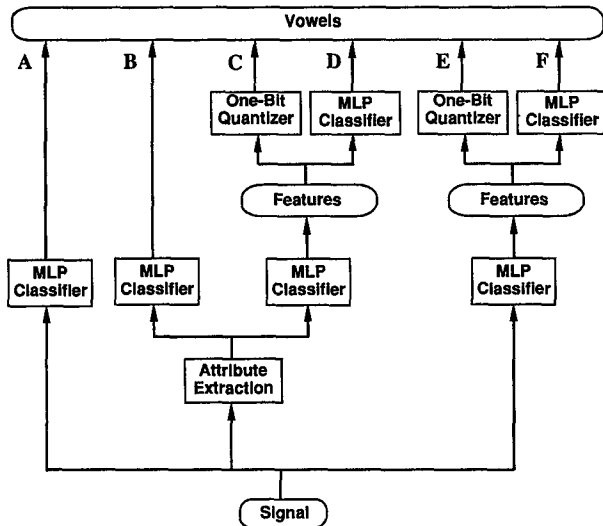 Vowels
A B C D E F
One-Bit
Quantizer
MLP
Classifier
One-Bit
Quantizer
MLP
Classifier
Features
Features
MLP
Classifier
MLP
Classifier
MLP
Classifier
MLP
Classifier
Attribute
Extraction
Signal